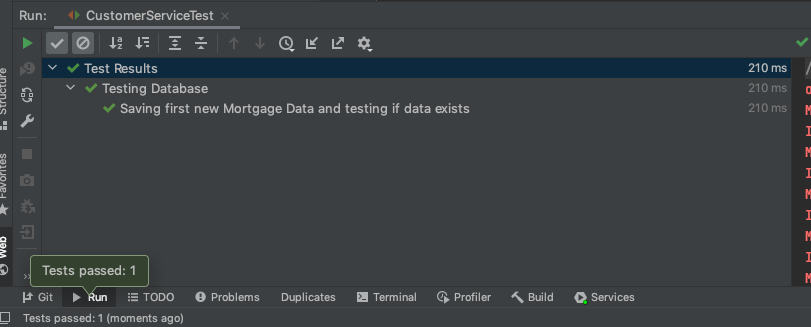 Run: CustomerServiceTest
Test Results 210 ms
Testing Database 210 ms
Saving first new Mortgage Data and testing if data exists 210 ms
Structure
Favorites
Web
Tests passed: 1
Git Run TODO Problems Duplicates Terminal Profiler Build Services
Tests passed: 1 (moments ago)